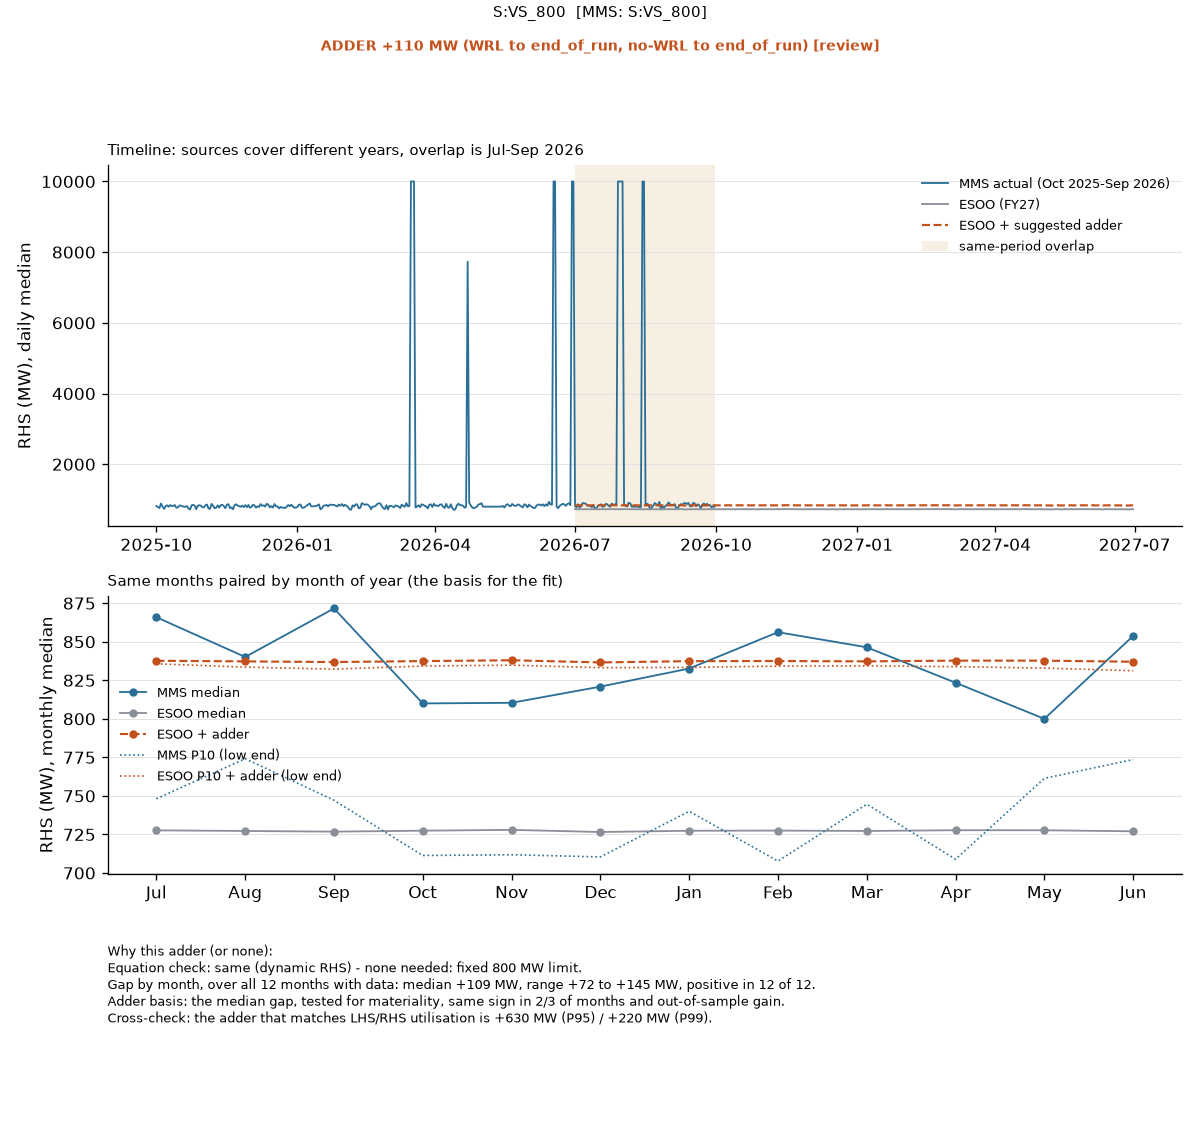 S:VS_800  [MMS: S:VS_800]
ADDER +110 MW (WRL to end_of_run, no-WRL to end_of_run) [review]
Timeline: sources cover different years, overlap is Jul-Sep 2026
RHS (MW), daily median
10000
8000
6000
4000
2000
MMS actual (Oct 2025-Sep 2026)
ESOO (FY27)
ESOO + suggested adder
same-period overlap
2025-10 2026-01 2026-04 2026-07 2026-10 2027-01 2027-04 2027-07
Same months paired by month of year (the basis for the fit)
RHS (MW), monthly median
875
850
825
800
775
750
725
700
MMS median
ESOO median
ESOO + adder
MMS P10 (low end)
ESOO P10 + adder (low end)
Jul Aug Sep Oct Nov Dec Jan Feb Mar Apr May Jun
Why this adder (or none):
Equation check: same (dynamic RHS) - none needed: fixed 800 MW limit.
Gap by month, over all 12 months with data: median +109 MW, range +72 to +145 MW, positive in 12 of 12.
Adder basis: the median gap, tested for materiality, same sign in 2/3 of months and out-of-sample gain.
Cross-check: the adder that matches LHS/RHS utilisation is +630 MW (P95) / +220 MW (P99).